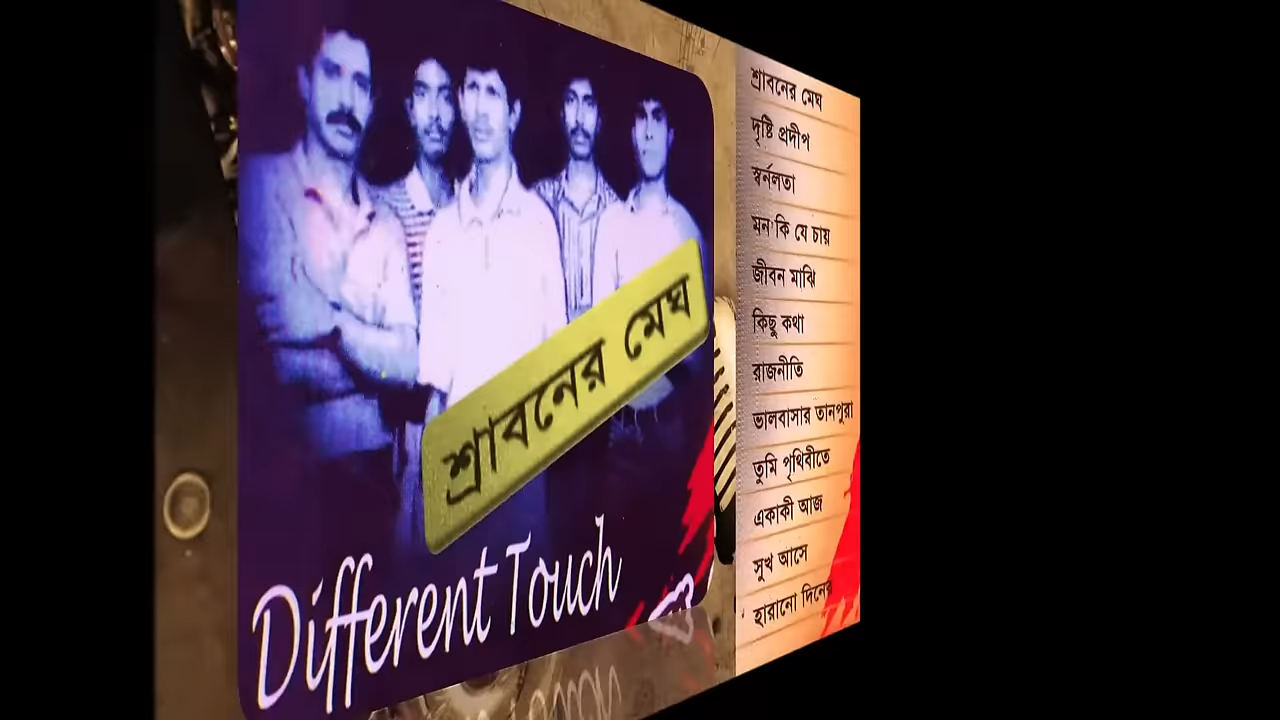 শ্রাবনের মেঘ
Different Touch
শ্রাবনের মেঘ
দৃষ্টি প্রদীপ
স্বর্নলতা
মন'কি যে চায়
জীবন মাঝি
কিছু কথা
রাজনীতি
ভালবাসার তানপুরা
তুমি পৃথিবীতে
একাকী আজ
সুখ আসে
হারানো দিনের